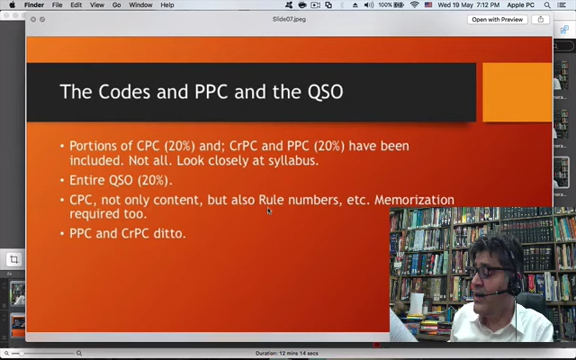 Finder File Edit View Go Window Help 100% Wed 19 May 7:12 PM Apple PC
Slide07.jpeg
Open with Preview
The Codes and PPC and the QSO
• Portions of CPC (20%) and; CrPC and PPC (20%) have been
included. Not all. Look closely at syllabus.
• Entire QSO (20%).
• CPC, not only content, but also Rule numbers, etc. Memorization
required too.
• PPC and CrPC ditto.
Duration: 12 mins 14 secs